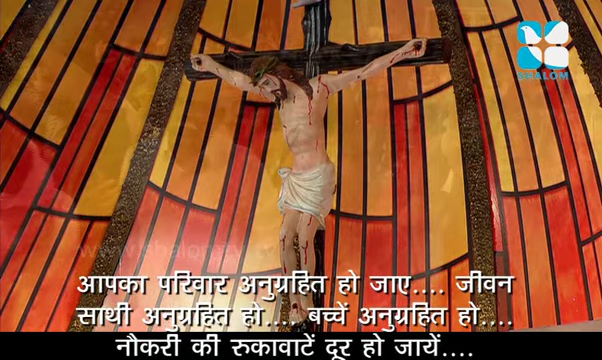 SHALOM
आपका परिवार अनुग्रहित हो जाए.... जीवन
साथी अनुग्रहित हो.... बच्चें अनुग्रहित हो....
नौकरी की रुकावाटें दूर हो जायें....